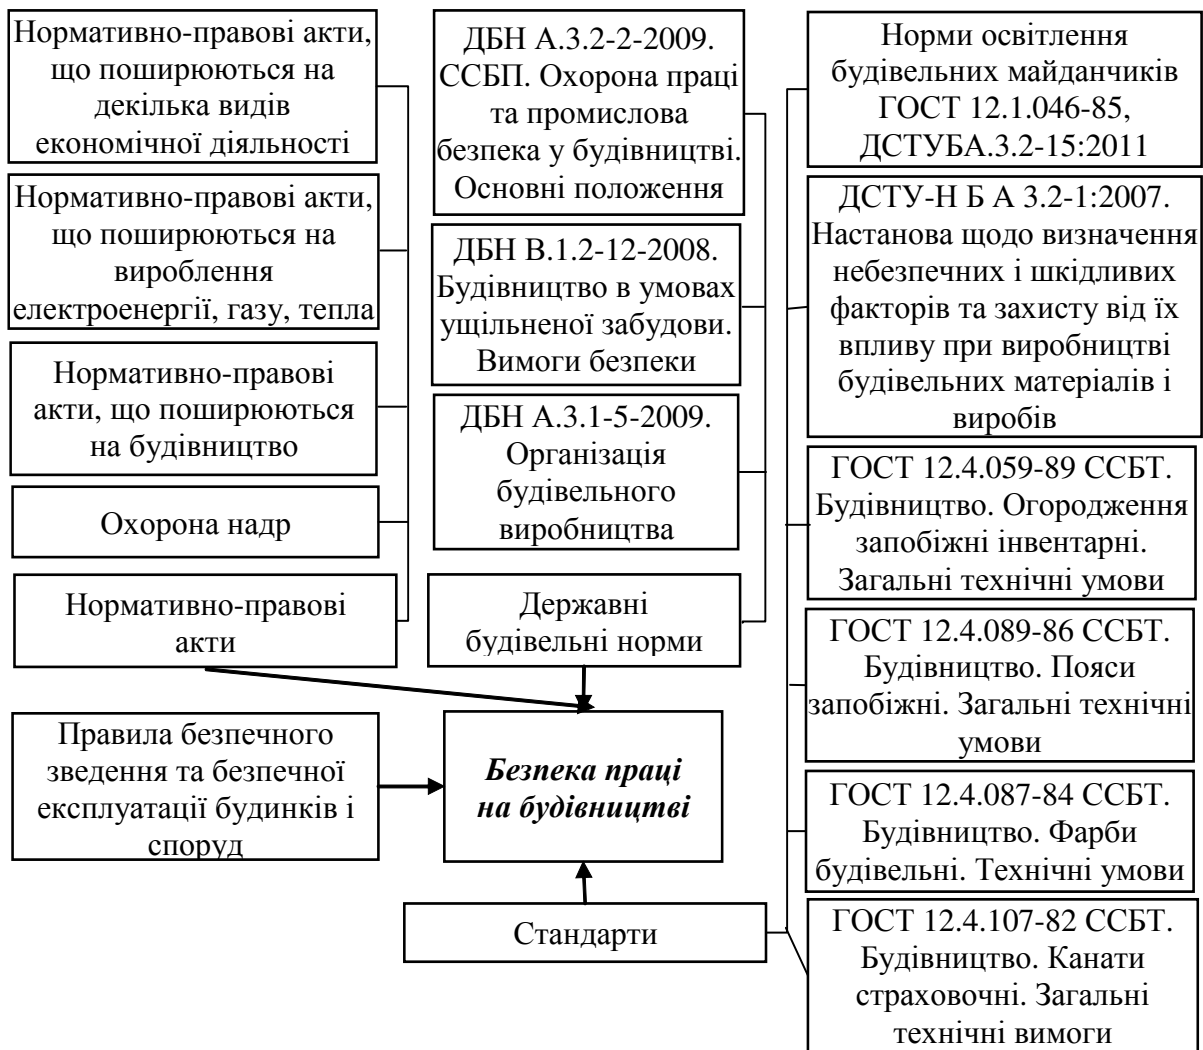 Нормативно-правові акти,
що поширюються на
декілька видів
економічної діяльності
Нормативно-правові акти,
що поширюються на
вироблення
електроенергії, газу, тепла
Нормативно-правові
акти, що поширюються
на будівництво
Охорона надр
Нормативно-правові
акти
Правила безпечного
зведення та безпечної
експлуатації будинків і
споруд
ДБН А.3.2-2-2009.
ССБП. Охорона праці
та промислова
безпека у будівництві.
Основні положення
ДБН В.1.2-12-2008.
Будівництво в умовах
ущільненої забудови.
Вимоги безпеки
ДБН А.3.1-5-2009.
Організація
будівельного
виробництва
Державні
будівельні норми
Безпека праці
на будівництві
Стандарти
Норми освітлення
будівельних майданчиків
ГОСТ 12.1.046-85,
ДСТУБА.3.2-15:2011
ДСТУ-Н Б А 3.2-1:2007.
Настанова щодо визначення
небезпечних і шкідливих
факторів та захисту від їх
впливу при виробництві
будівельних матеріалів і
виробів
ГОСТ 12.4.059-89 ССБТ.
Будівництво. Огородження
запобіжні інвентарні.
Загальні технічні умови
ГОСТ 12.4.089-86 ССБТ.
Будівництво. Пояси
запобіжні. Загальні технічні
умови
ГОСТ 12.4.087-84 ССБТ.
Будівництво. Фарби
будівельні. Технічні умови
ГОСТ 12.4.107-82 ССБТ.
Будівництво. Канати
страховочні. Загальні
технічні вимоги